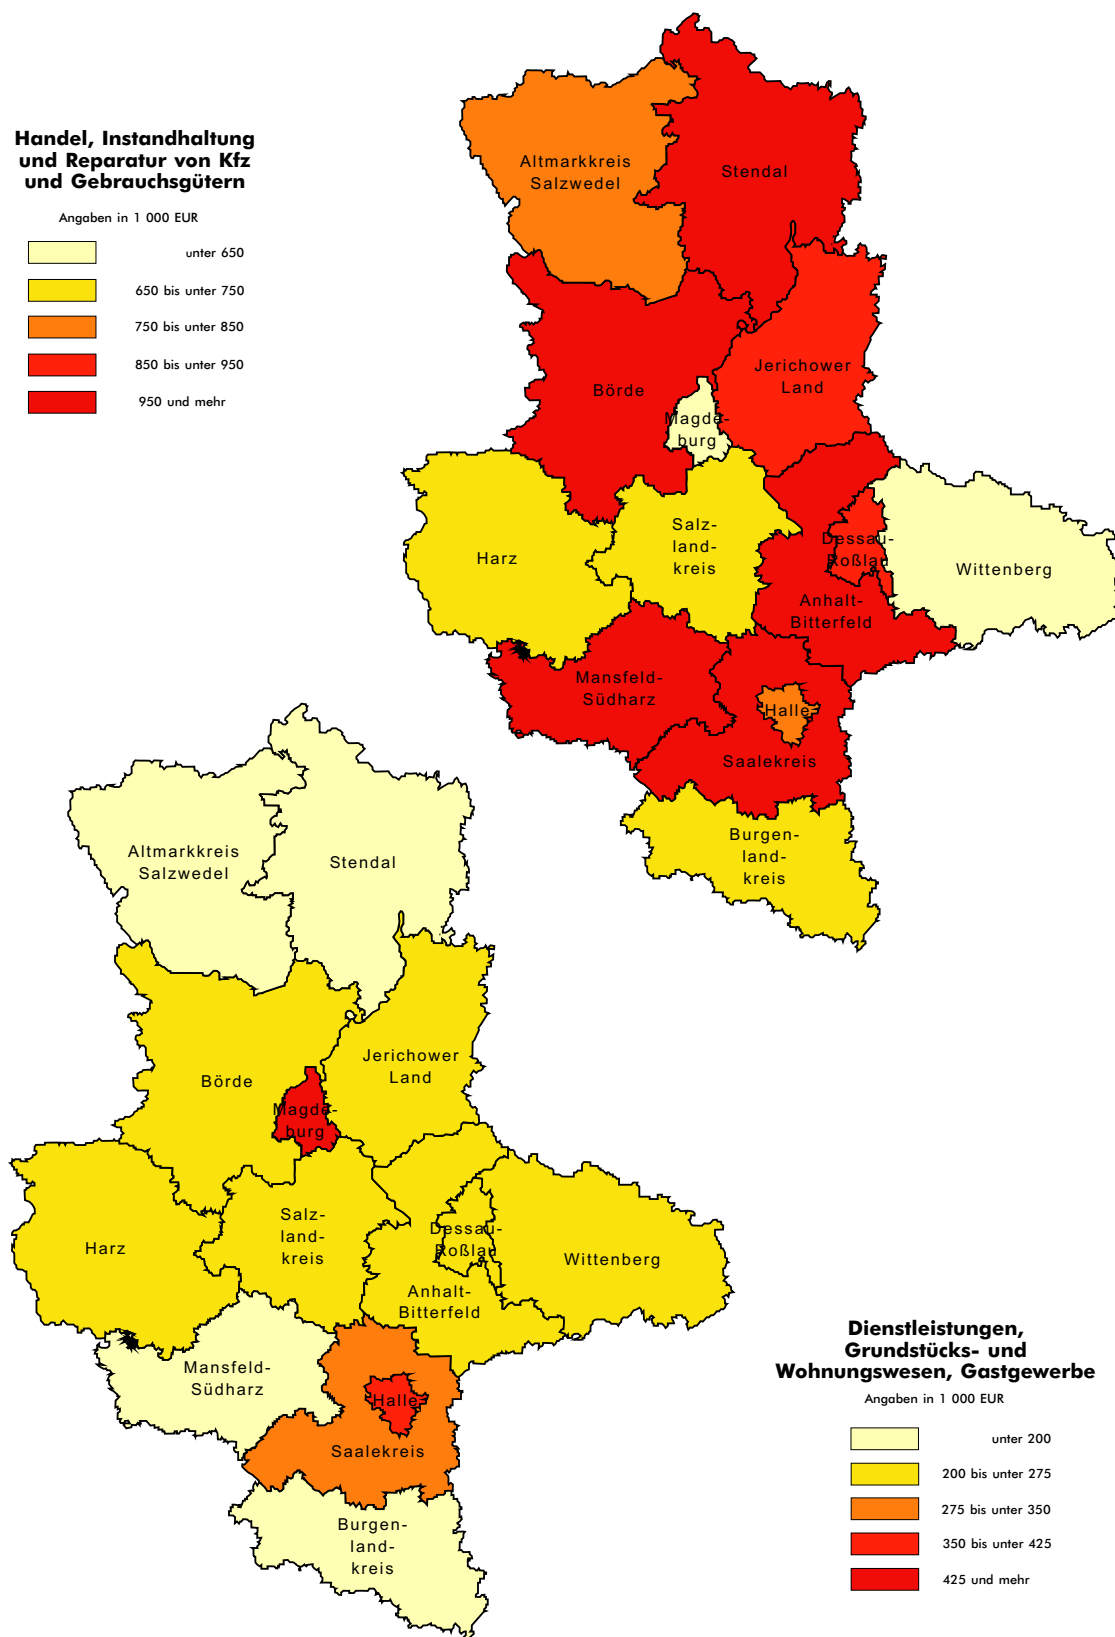 Handel, Instandhaltung
und Reparatur von Kfz
und Gebrauchsgütern
Angaben in 1 000 EUR
unter 650
650 bis unter 750
750 bis unter 850
850 bis unter 950
950 und mehr
Altmarkkreis
Salzwedel
Stendal
Jerichower
Land
Börde
Magde-
burg
Salz-
land-
kreis
Harz
Dessau-
Roßlau
Wittenberg
Anhalt-
Bitterfeld
Mansfeld-
Südharz
Halle
Saalekreis
Burgen-
land-
kreis
Altmarkkreis
Salzwedel
Stendal
Jerichower
Land
Börde
Magde-
burg
Salz-
land-
kreis
Harz
Dessau-
Roßlau
Wittenberg
Anhalt-
Bitterfeld
Mansfeld-
Südharz
Halle
Saalekreis
Burgen-
land-
kreis
Dienstleistungen,
Grundstücks- und
Wohnungswesen, Gastgewerbe
Angaben in 1 000 EUR
unter 200
200 bis unter 275
275 bis unter 350
350 bis unter 425
425 und mehr